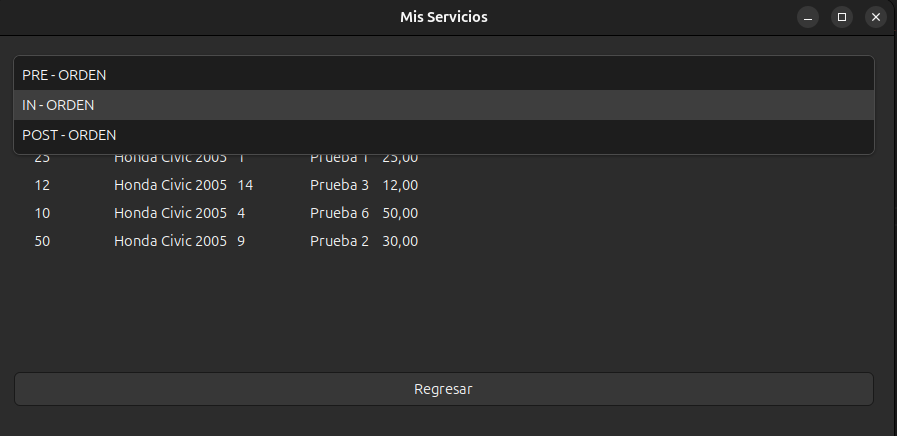 Mis Servicios
PRE - ORDEN
IN - ORDEN
POST - ORDEN
25 Honda Civic 2005 1 Prueba 1 25,00
12 Honda Civic 2005 14 Prueba 3 12,00
10 Honda Civic 2005 4 Prueba 6 50,00
50 Honda Civic 2005 9 Prueba 2 30,00
Regresar